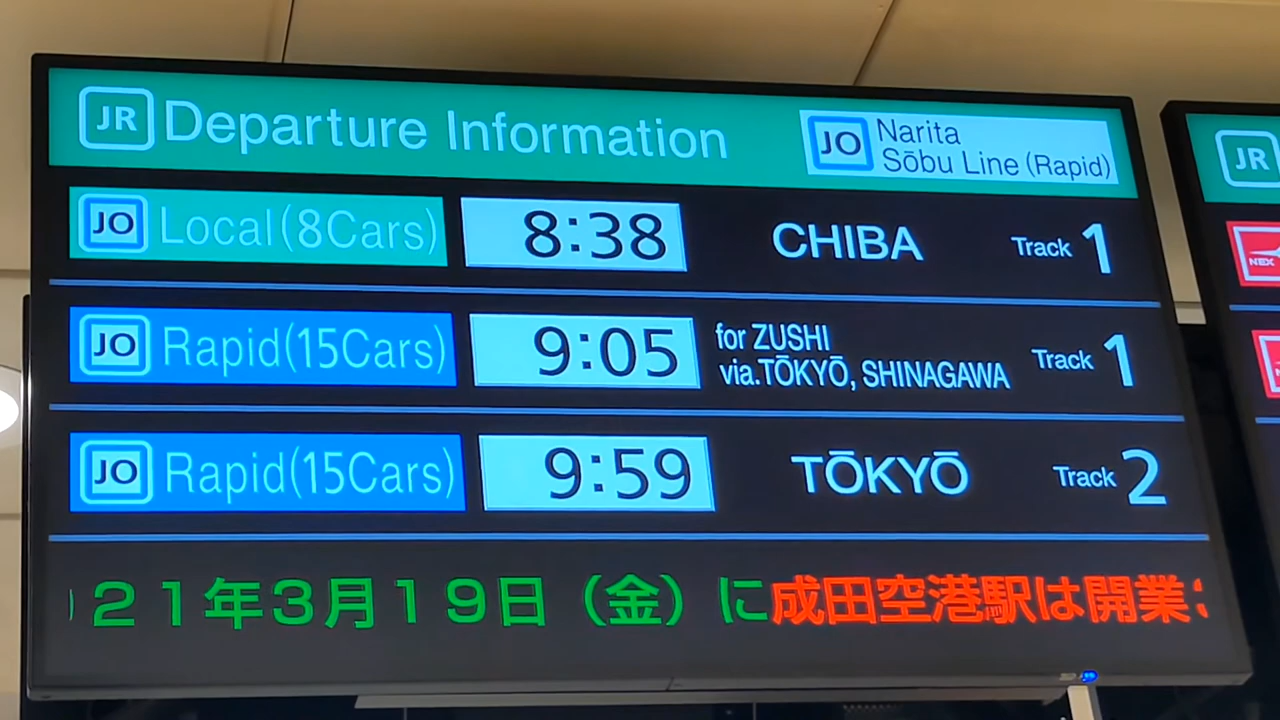 JR Departure Information JO Narita
Sōbu Line (Rapid)
JO Local(8Cars) 8:38 CHIBA Track 1
JO Rapid(15Cars) 9:05 for ZUSHI
via.TŌKYŌ, SHINAGAWA Track 1
JO Rapid(15Cars) 9:59 TŌKYŌ Track 2
21年3月19日（金）に成田空港駅は開業
JR
NEX